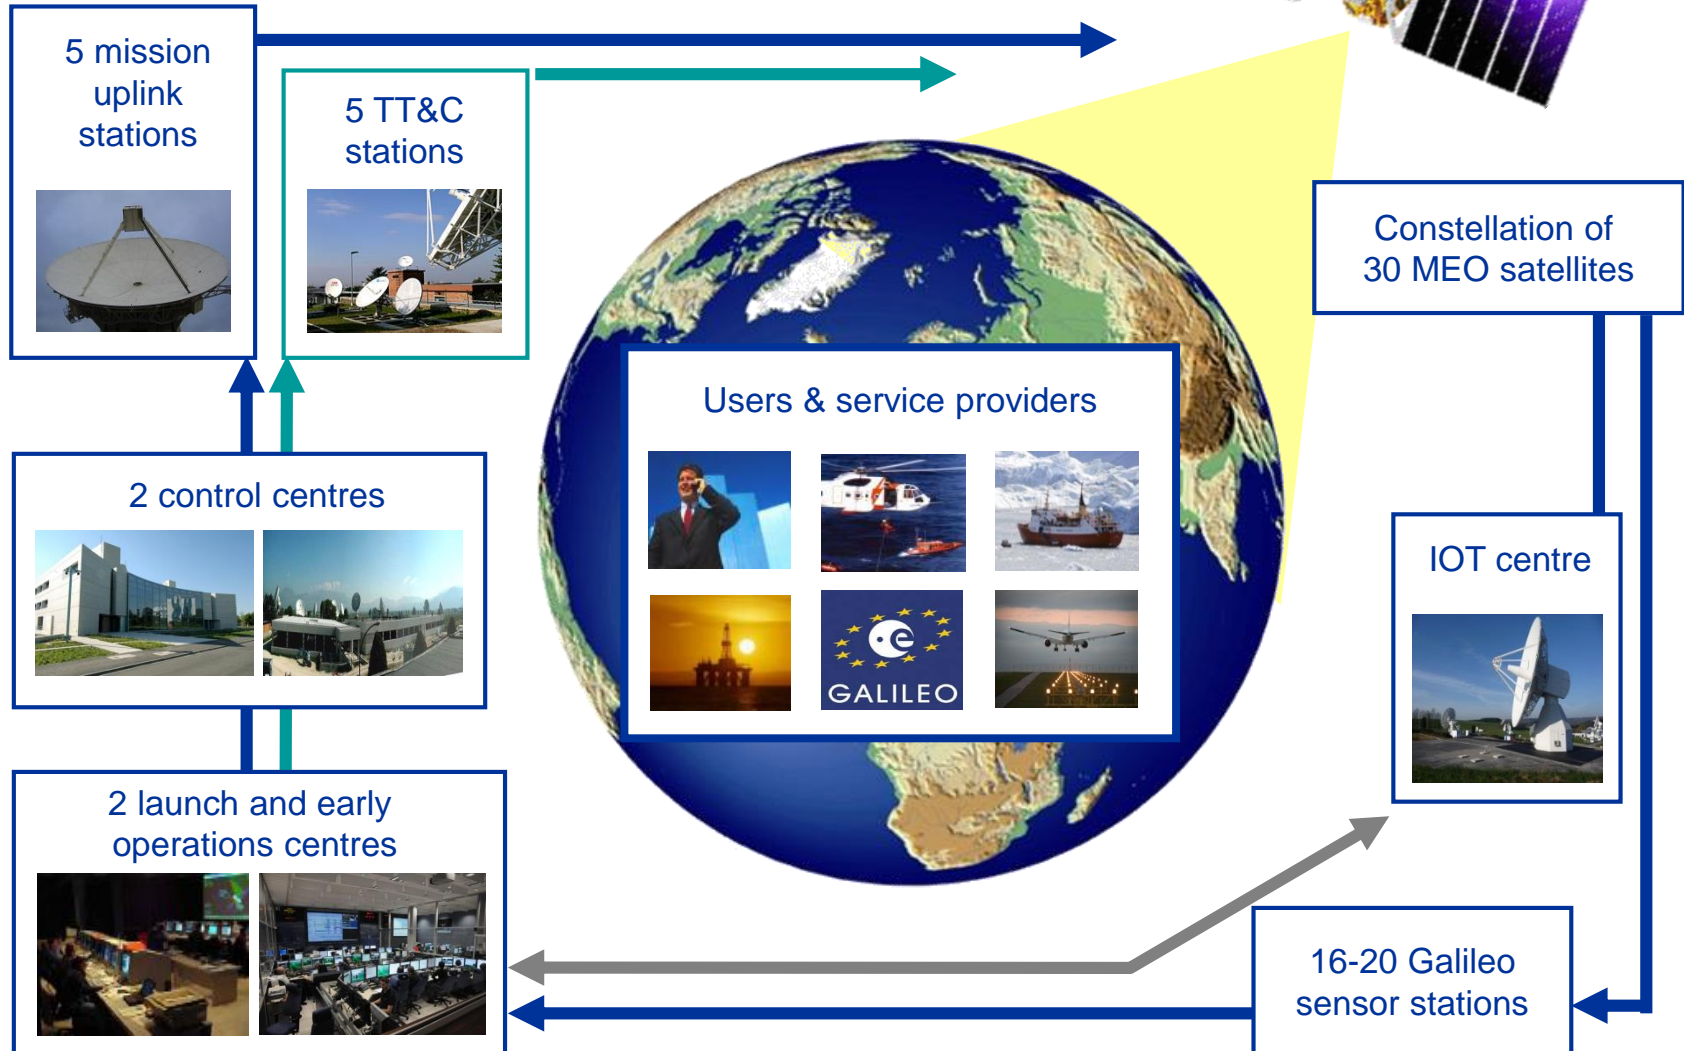 5 mission
uplink
stations
5 TT&C
stations
Constellation of
30 MEO satellites
Users & service providers
2 control centres
IOT centre
GALILEO
2 launch and early
operations centres
16-20 Galileo
sensor stations